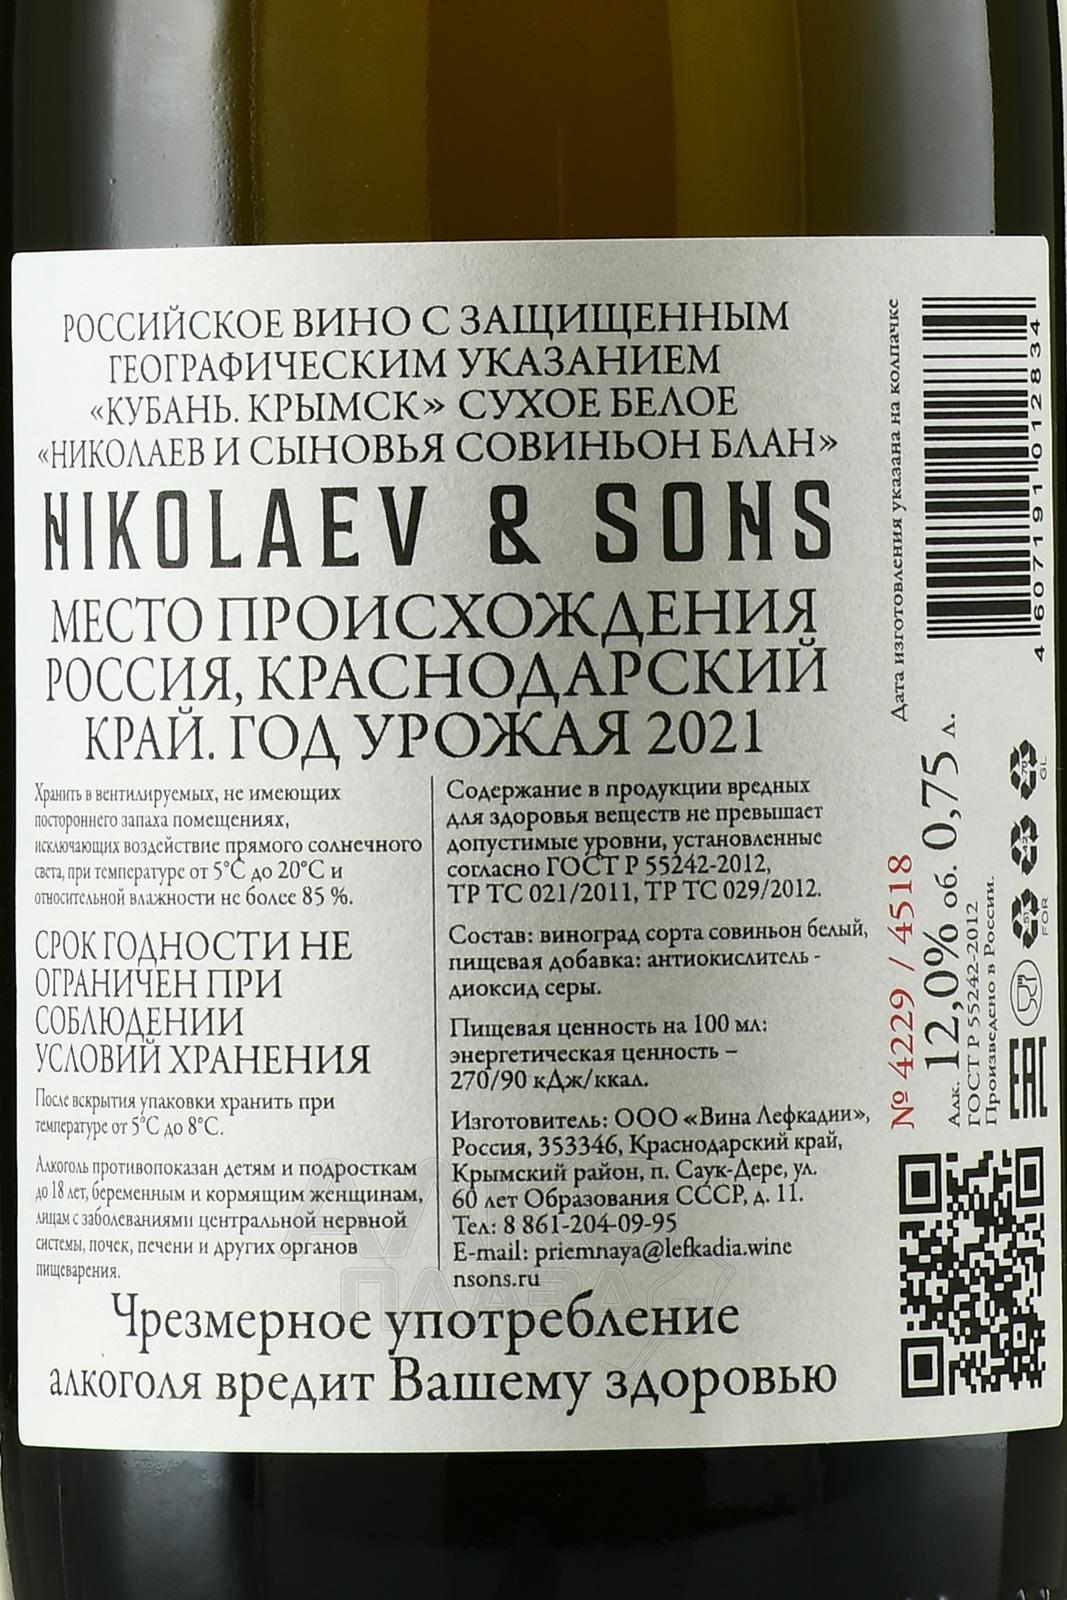 РОССИЙСКОЕ ВИНО С ЗАЩИЩЕННЫМ
ГЕОГРАФИЧЕСКИМ УКАЗАНИЕМ
«КУБАНЬ. КРЫМСК» СУХОЕ БЕЛОЕ
«НИКОЛАЕВ И СЫНОВЬЯ СОВИНЬОН БЛАН»
NIKOLAEV & SONS
МЕСТО ПРОИСХОЖДЕНИЯ
РОССИЯ, КРАСНОДАРСКИЙ
КРАЙ. ГОД УРОЖАЯ 2021
Хранить в вентилируемых, не имеющих
постороннего запаха помещениях,
исключающих воздействие прямого солнечного
света, при температуре от 5°C до 20°C и
относительной влажности не более 85 %.
СРОК ГОДНОСТИ НЕ
ОГРАНИЧЕН ПРИ
СОБЛЮДЕНИИ
УСЛОВИЙ ХРАНЕНИЯ
После вскрытия упаковки хранить при
температуре от 5°C до 8°C.
Алкоголь противопоказан детям и подросткам
до 18 лет, беременным и кормящим женщинам,
лицам с заболеваниями центральной нервной
системы, почек, печени и других органов
пищеварения.
Содержание в продукции вредных
для здоровья веществ не превышает
допустимые уровни, установленные
согласно ГОСТ Р 55242-2012,
ТР ТС 021/2011, ТР ТС 029/2012.
Состав: виноград сорта совиньон белый,
пищевая добавка: антиокислитель -
диоксид серы.
Пищевая ценность на 100 мл:
энергетическая ценность –
270/90 кДж/ккал.
Изготовитель: ООО «Вина Лефкадии»,
Россия, 353346, Краснодарский край,
Крымский район, п. Саук-Дере, ул.
60 лет Образования СССР, д. 11.
Тел: 8 861-204-09-95
E-mail: priemnaya@lefkadia.wine
nsons.ru
Чрезмерное употребление
алкоголя вредит Вашему здоровью
Дата изготовления указана на колпачке
4 607191 012834
№ 4229 / 4518
Алк. 12,0% об. 0,75 л.
ГОСТ Р 55242-2012
Произведено в России.
EAC
FOR
GL